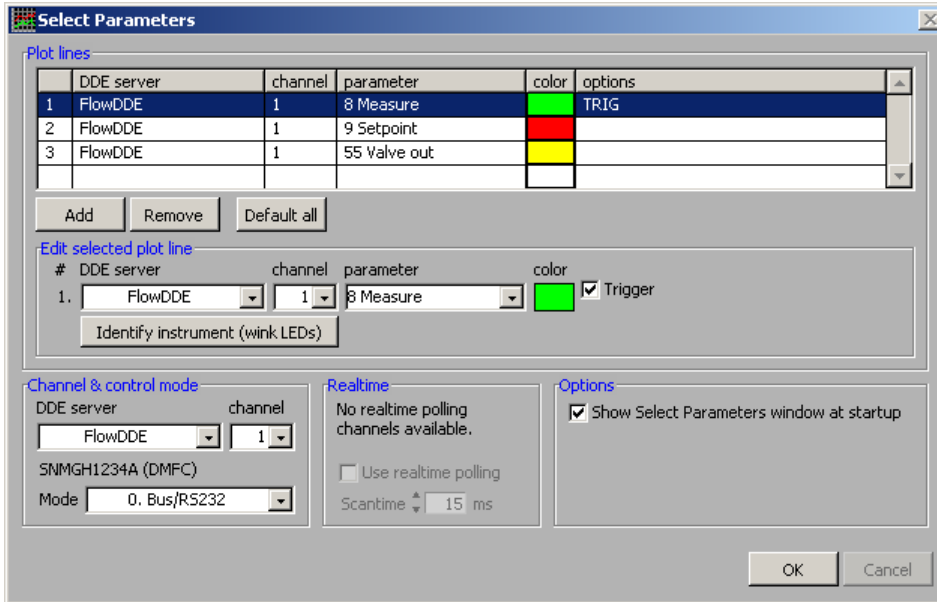 Select Parameters
Plot lines
DDE server channel parameter color options
1 FlowDDE 1 8 Measure TRIG
2 FlowDDE 1 9 Setpoint
3 FlowDDE 1 55 Valve out
Add Remove Default all
Edit selected plot line
# DDE server channel parameter color
1. FlowDDE 1 8 Measure Trigger
Identify instrument (wink LEDs)
Channel & control mode
DDE server channel
FlowDDE 1
SNMGH1234A (DMFC)
Mode 0. Bus/RS232
Realtime
No realtime polling
channels available.
Use realtime polling
Scantime 15 ms
Options
Show Select Parameters window at startup
OK Cancel